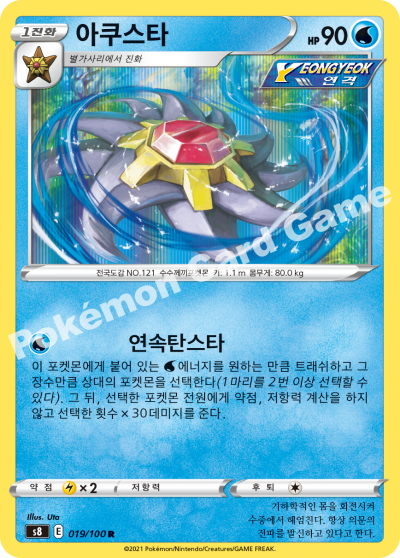 1진화 아쿠스타 HP 90
별가사리에서 진화
YEONGYEOK
연격
전국도감 NO.121 수수께끼포켓몬 키: 1.1 m 몸무게: 80.0 kg
Pokémon Card Game
연속탄스타
이 포켓몬에게 붙어 있는 에너지를 원하는 만큼 트래쉬하고 그
장수만큼 상대의 포켓몬을 선택한다(1마리를 2번 이상 선택할 수
있다). 그 뒤, 선택한 포켓몬 전원에게 약점, 저항력 계산을 하지
않고 선택한 횟수 × 30데미지를 준다.
약점 ×2 저항력 후퇴
Illus. Uta
s8 E 019/100 R
기하학적인 몸을 회전시켜
수중에서 헤엄친다. 항상 의문의
전파를 발신하고 있다고 한다.
©2021 Pokémon/Nintendo/Creatures/GAME FREAK.